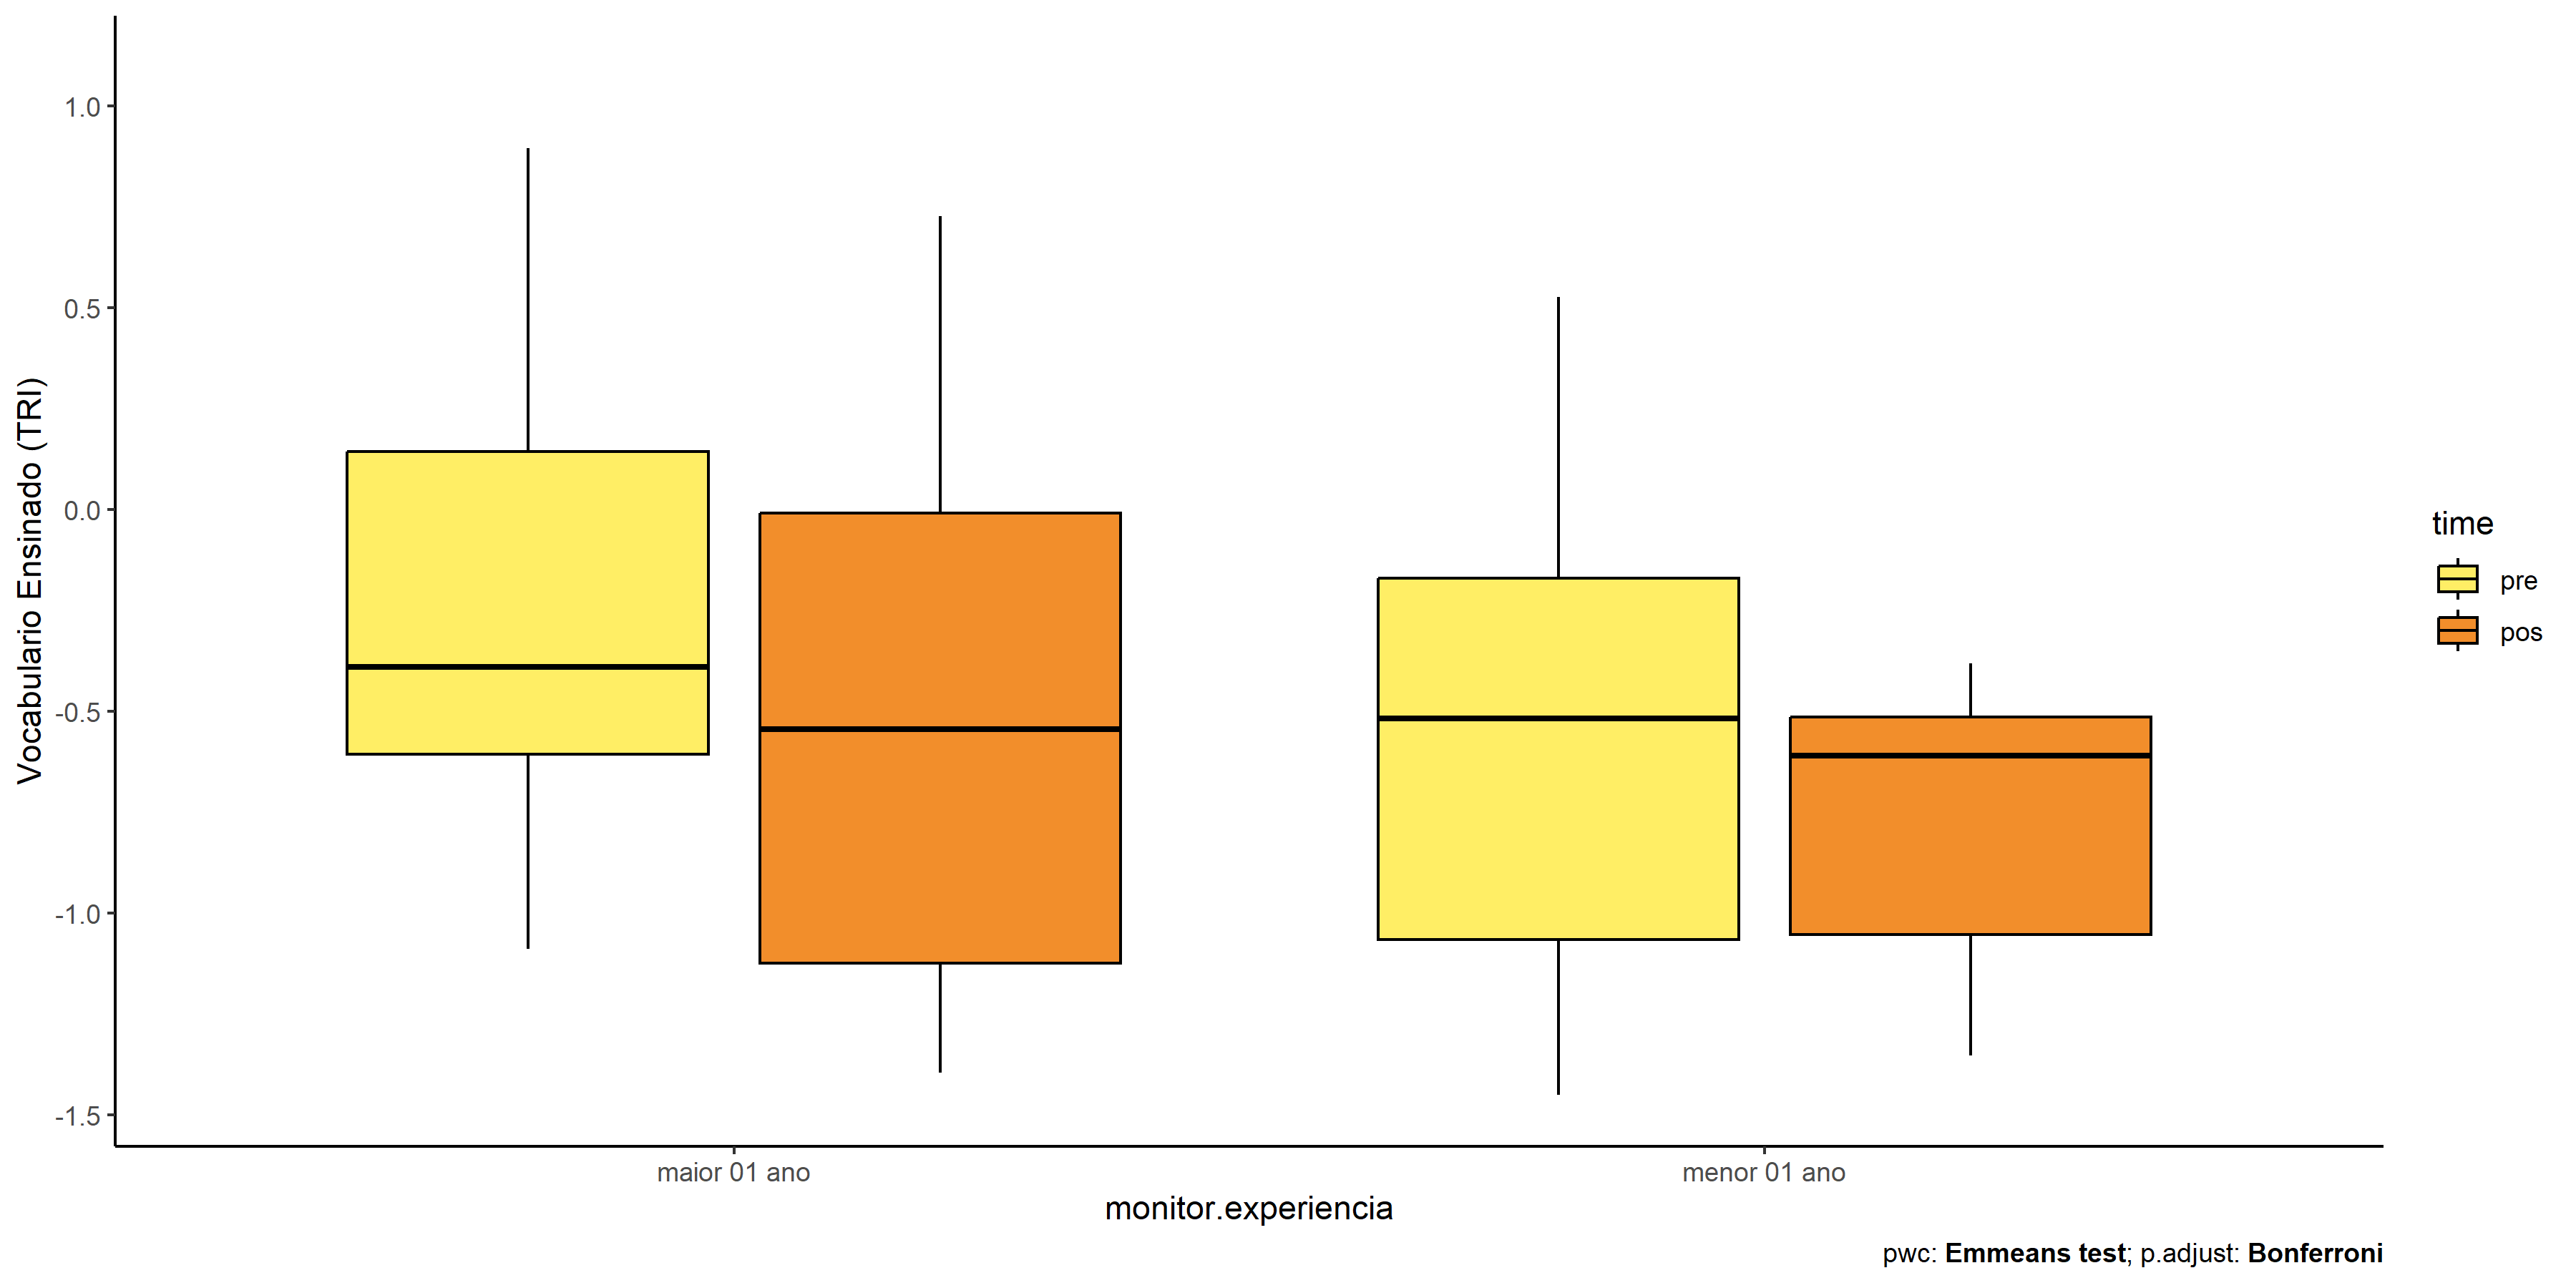 Vocabulario Ensinado (TRI)
1.0
0.5
0.0
-0.5
-1.0
-1.5
maior 01 ano
menor 01 ano
monitor.experiencia
time
pre
pos
pwc: Emmeans test; p.adjust: Bonferroni